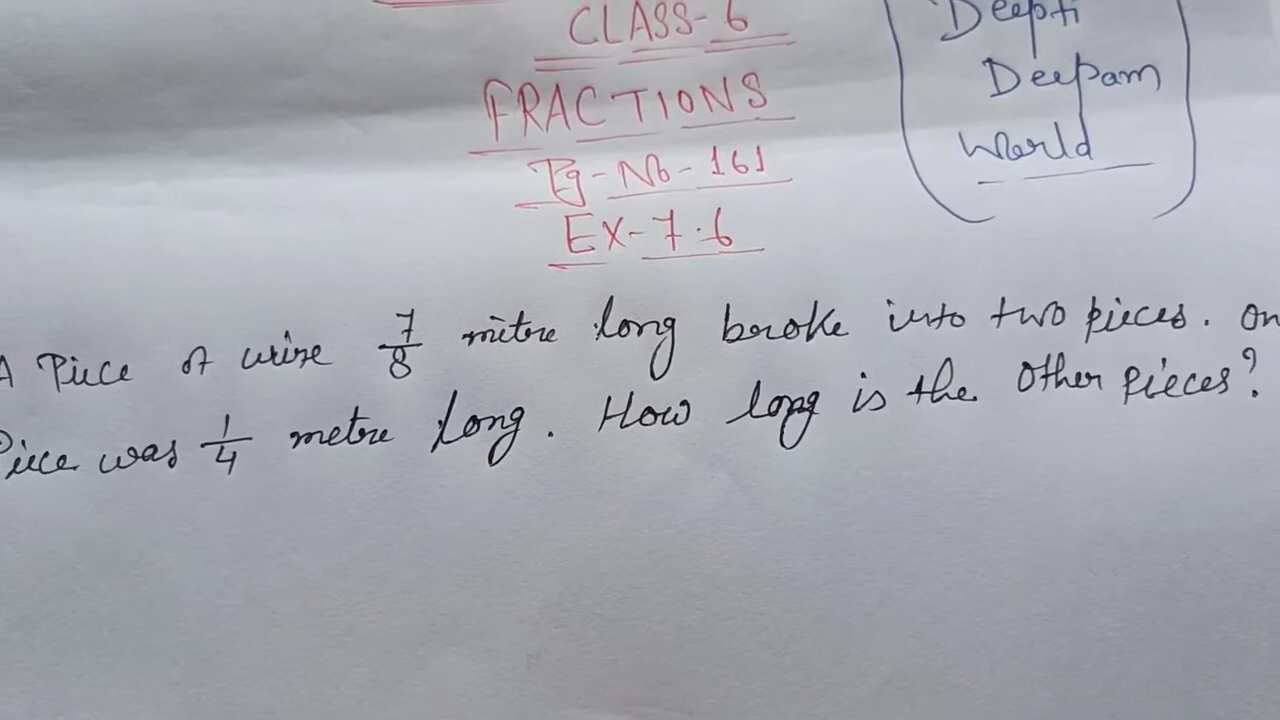 CLASS-6
FRACTIONS
Pg-No-161
EX-7.6
Deepti
Deepam
World
A Piece of wire 7/8 metre long broke into two pieces. On
Piece was 1/4 metre long. How long is the other pieces?